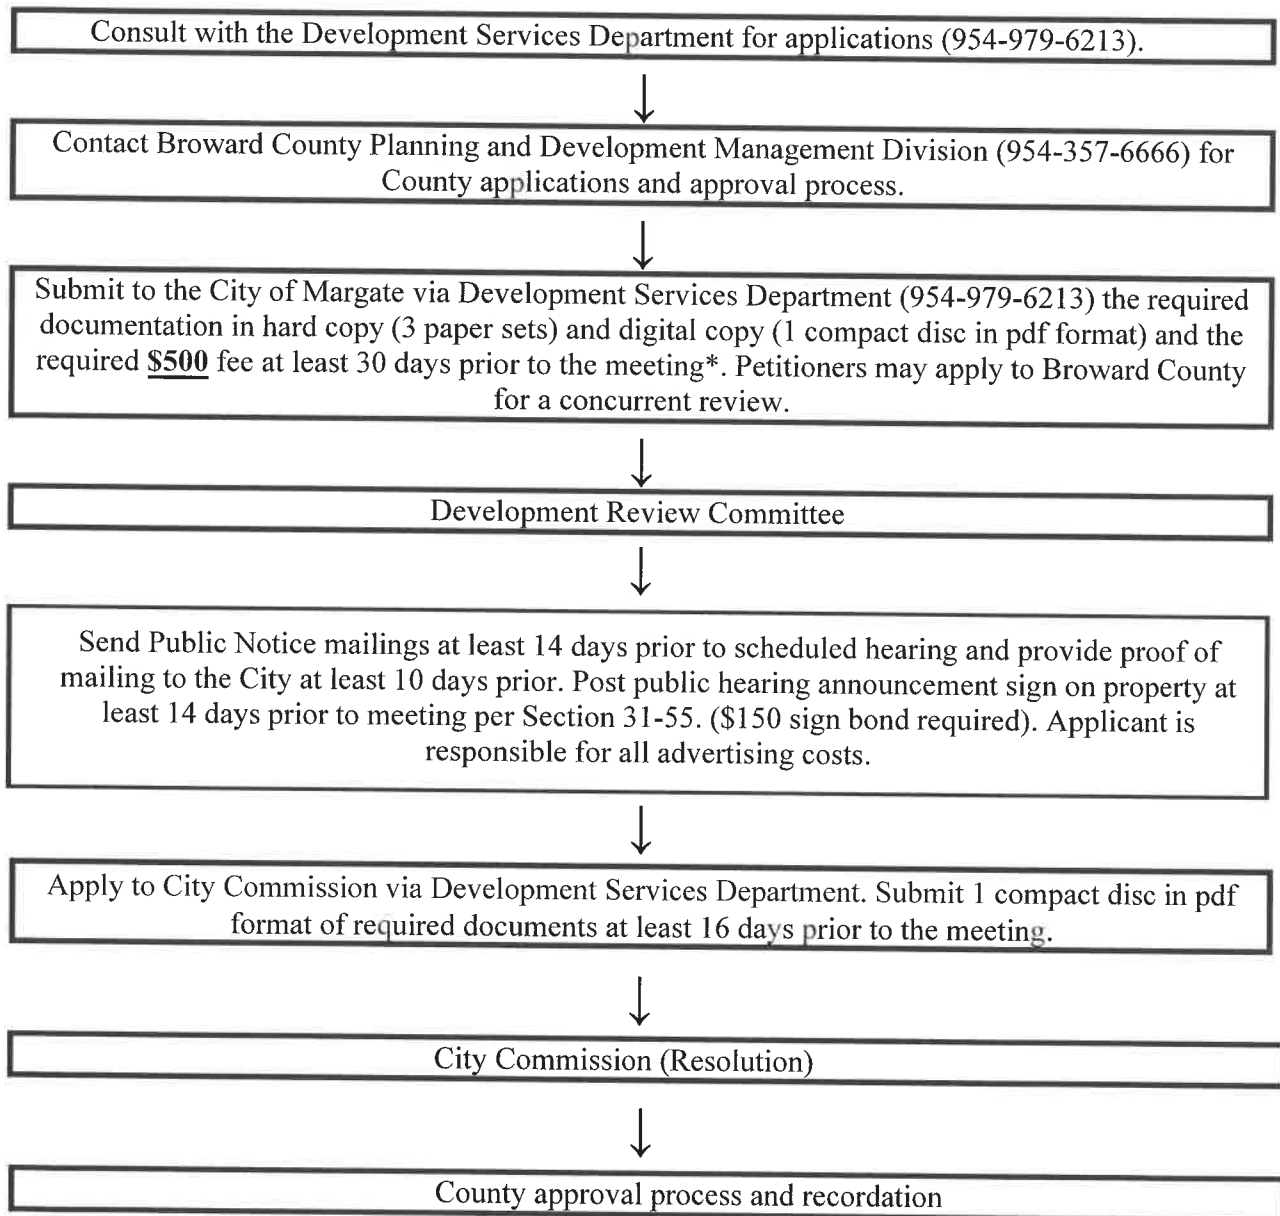 Consult with the Development Services Department for applications (954-979-6213).
Contact Broward County Planning and Development Management Division (954-357-6666) for
County applications and approval process.
Submit to the City of Margate via Development Services Department (954-979-6213) the required
documentation in hard copy (3 paper sets) and digital copy (1 compact disc in pdf format) and the
required $500 fee at least 30 days prior to the meeting*. Petitioners may apply to Broward County
for a concurrent review.
Development Review Committee
Send Public Notice mailings at least 14 days prior to scheduled hearing and provide proof of
mailing to the City at least 10 days prior. Post public hearing announcement sign on property at
least 14 days prior to meeting per Section 31-55. ($150 sign bond required). Applicant is
responsible for all advertising costs.
Apply to City Commission via Development Services Department. Submit 1 compact disc in pdf
format of required documents at least 16 days prior to the meeting.
City Commission (Resolution)
County approval process and recordation